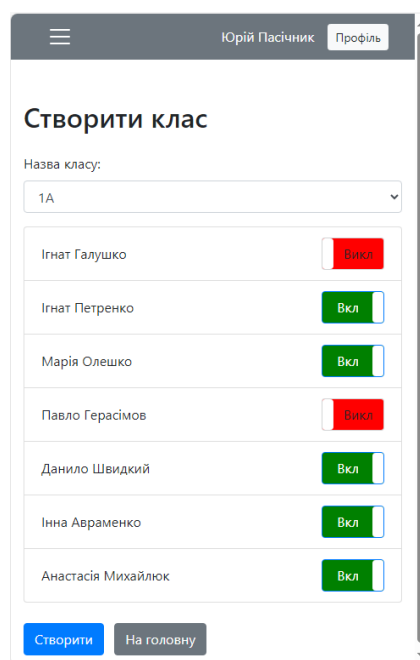 Юрій Пасічник Профіль
Створити клас
Назва класу:
1А
Ігнат Галушко Викл
Ігнат Петренко Вкл
Марія Олешко Вкл
Павло Герасімов Викл
Данило Швидкий Вкл
Інна Авраменко Вкл
Анастасія Михайлюк Вкл
Створити На головну